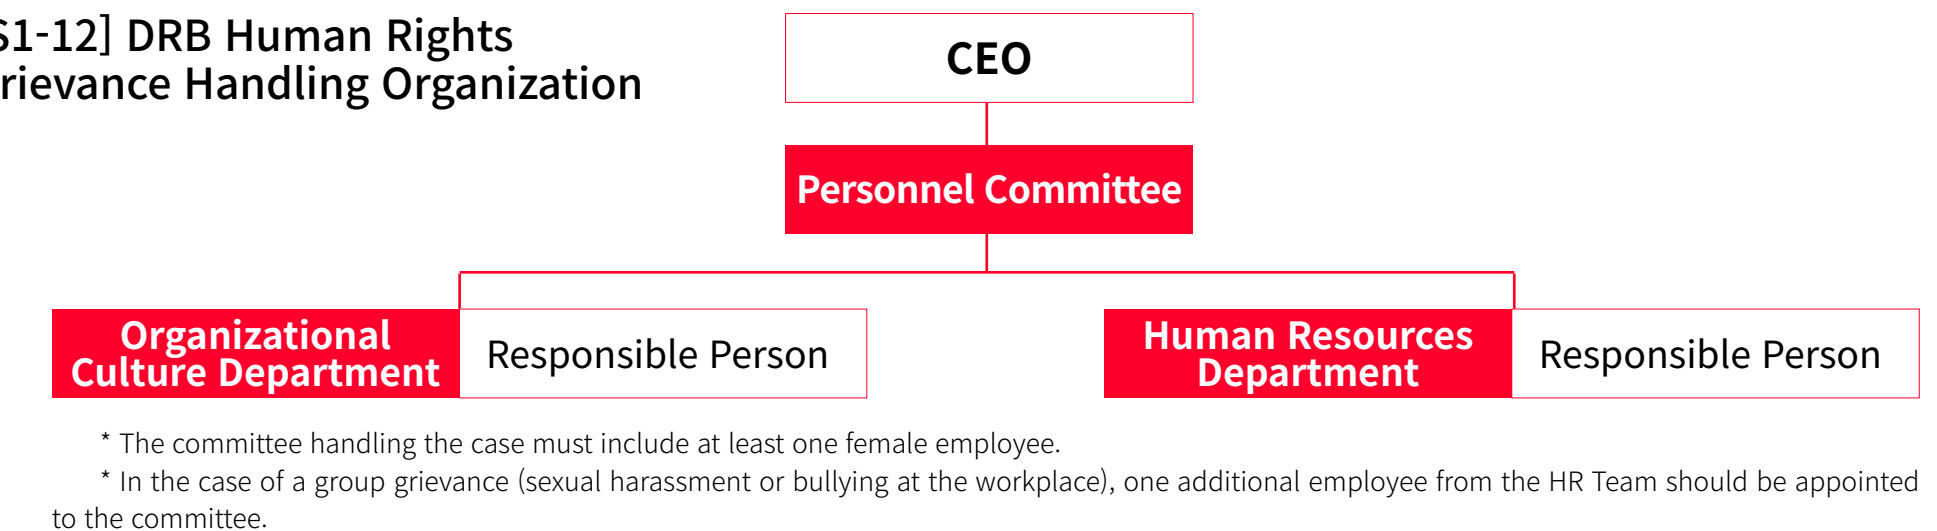 S1-12] DRB Human Rights
rievance Handling Organization
CEO
Personnel Committee
Organizational
Culture Department
Responsible Person
Human Resources
Department
Responsible Person
* The committee handling the case must include at least one female employee.
* In the case of a group grievance (sexual harassment or bullying at the workplace), one additional employee from the HR Team should be appointed
to the committee.